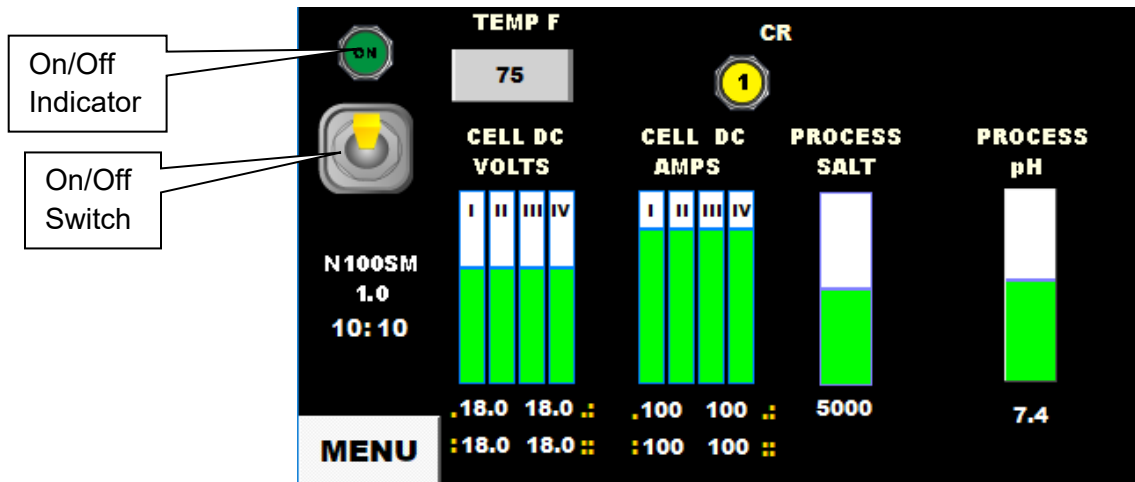 On/Off
Indicator
On/Off
Switch
ON
TEMP F
75
CR
1
CELL DC
VOLTS
I II III IV
CELL DC
AMPS
I II III IV
PROCESS
SALT
PROCESS
pH
N100SM
1.0
10:10
.18.0 18.0 .:
:18.0 18.0 ::
.100 100 .:
:100 100 ::
5000
7.4
MENU